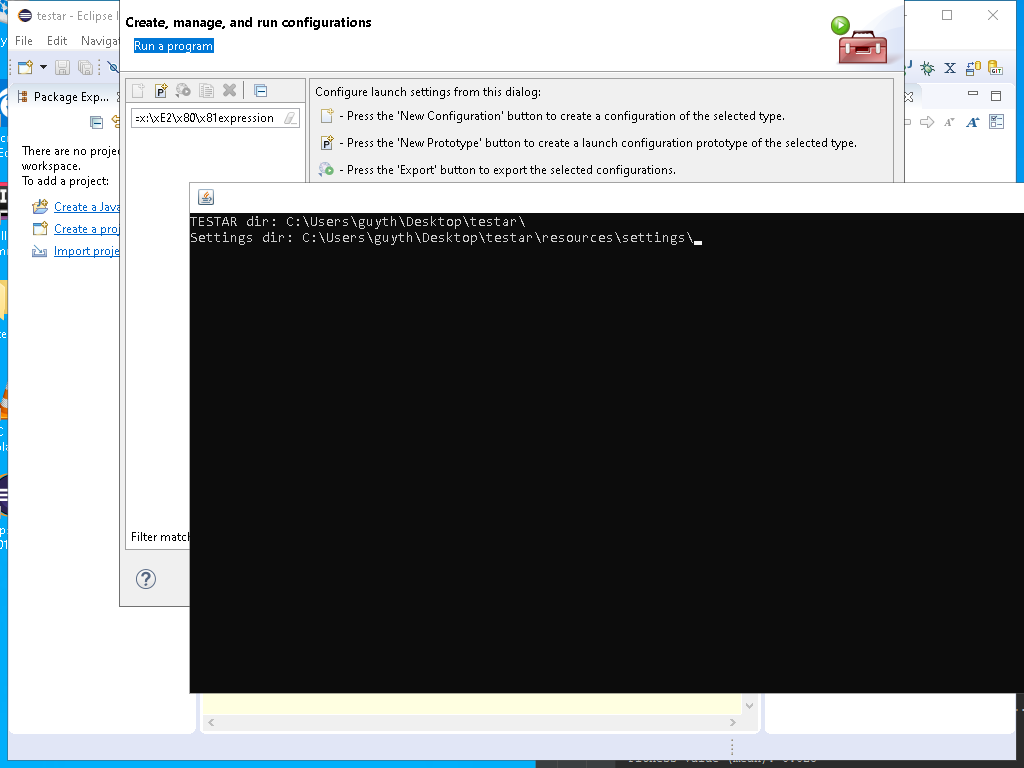 testar - Eclipse
File Edit Naviga
Create, manage, and run configurations
Run a program
X
GIT
Package Exp...
There are no proje
workspace.
To add a project:
Create a Java
Create a pro
Import proje
=x:\xE2\x80\x81expression
Configure launch settings from this dialog:
- Press the 'New Configuration' button to create a configuration of the selected type.
- Press the 'New Prototype' button to create a launch configuration prototype of the selected type.
- Press the 'Export' button to export the selected configurations.
TESTAR dir: C:\Users\guyth\Desktop\testar\
Settings dir: C:\Users\guyth\Desktop\testar\resources\settings\
Filter match
?